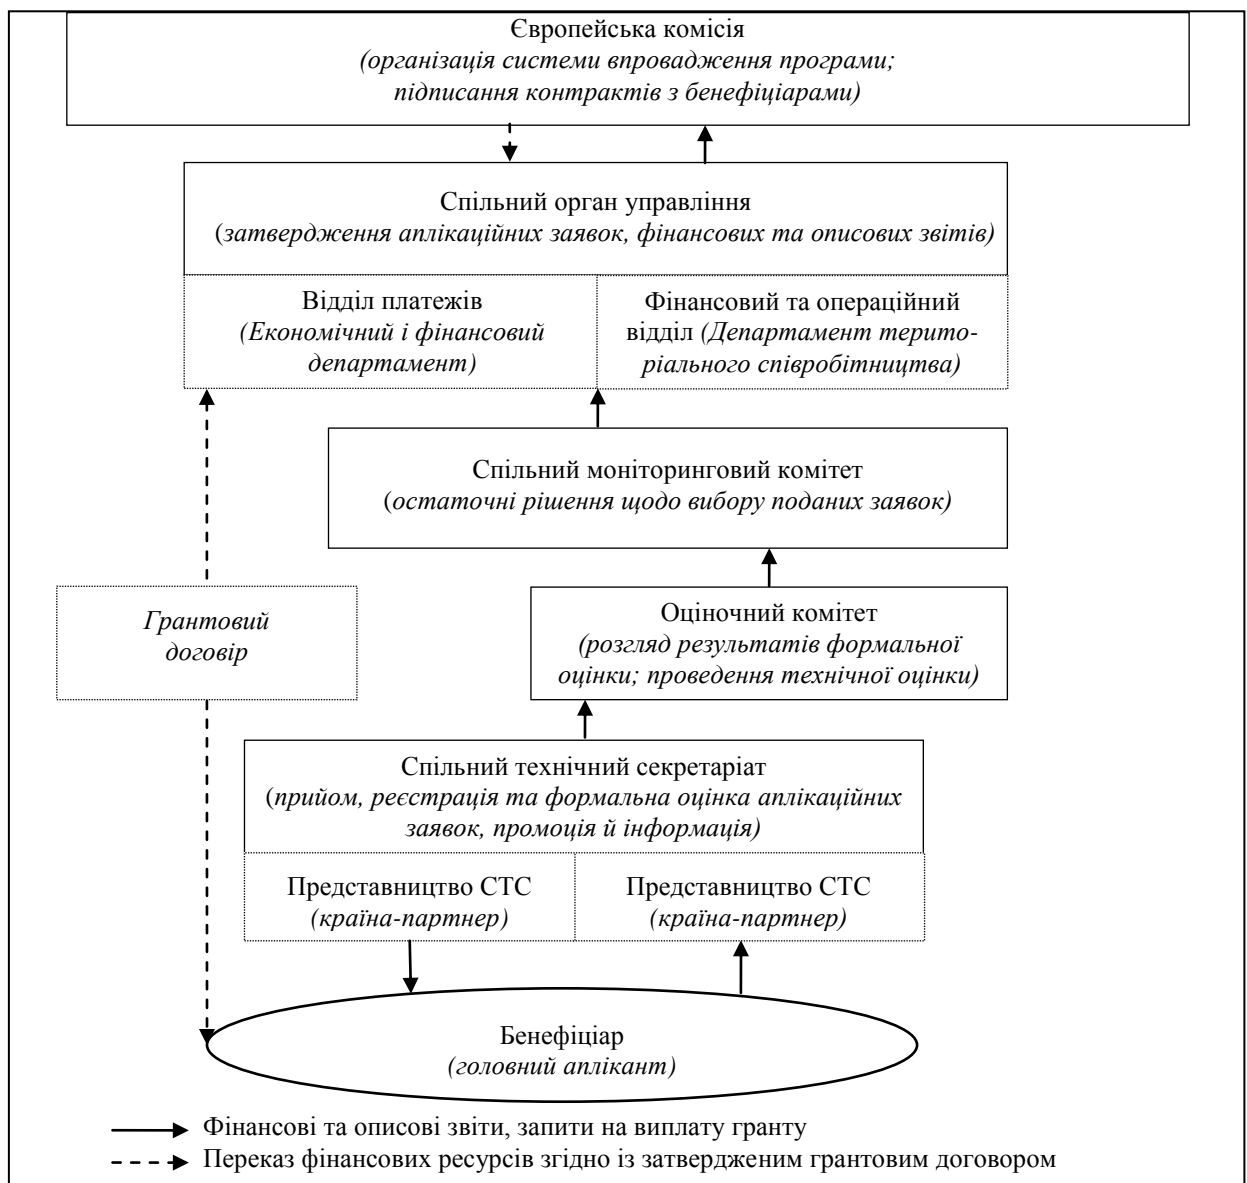 Європейська комісія
(організація системи впровадження програми;
підписання контрактів з бенефіціарами)
Спільний орган управління
(затвердження аплікаційних заявок, фінансових та описових звітів)
Відділ платежів
(Економічний і фінансовий
департамент)
Фінансовий та операційний
відділ (Департамент терито-
ріального співробітництва)
Спільний моніторинговий комітет
(остаточні рішення щодо вибору поданих заявок)
Грантовий
договір
Оціночний комітет
(розгляд результатів формальної
оцінки; проведення технічної оцінки)
Спільний технічний секретаріат
(прийом, реєстрація та формальна оцінка аплікаційних
заявок, промоція й інформація)
Представництво СТС
(країна-партнер)
Представництво СТС
(країна-партнер)
Бенефіціар
(головний аплікант)
Фінансові та описові звіти, запити на виплату гранту
Переказ фінансових ресурсів згідно із затвердженим грантовим договором